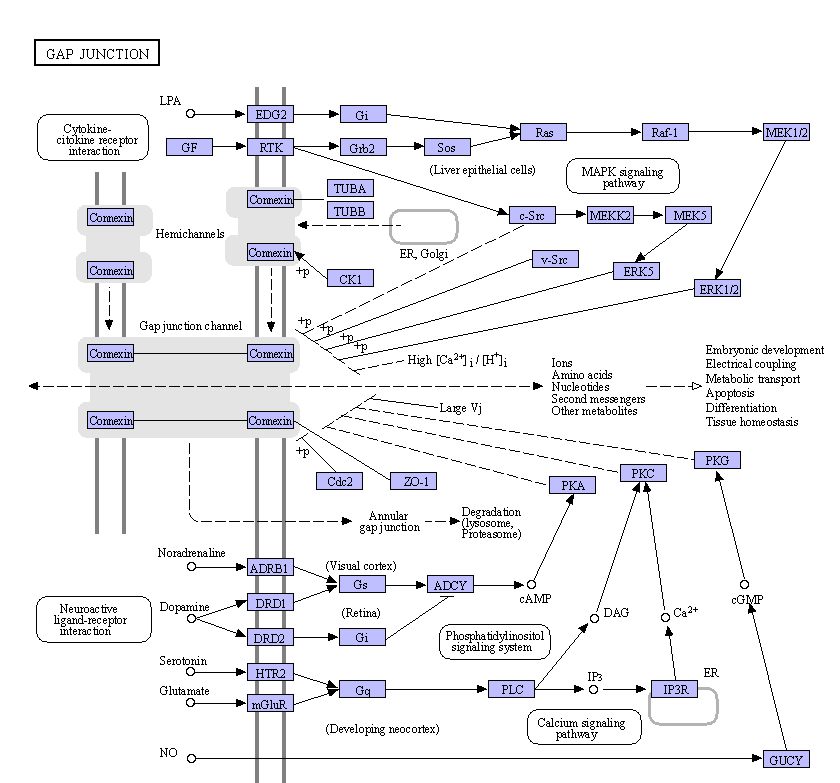 GAP JUNCTION
LPA
EDG2
Gi
Cytokine-
citokine receptor
interaction
Ras
Raf-1
MEK1/2
GF
RTK
Grb2
Sos
(Liver epithelial cells)
MAPK signaling
pathway
TUBA
TUBB
Connexin
Connexin
c-Src
MEKK2
MEK5
Hemichannels
ER, Golgi
Connexin
Connexin
+p
CK1
v-Src
ERK5
ERK1/2
Gap junction channel
+p
+p
+p
+p
Connexin
Connexin
High [Ca2+]i / [H+]i
Ions
Amino acids
Nucleotides
Second messengers
Other metabolites
Embryonic development
Electrical coupling
Metabolic transport
Apoptosis
Differentiation
Tissue homeostasis
Large Vj
Connexin
Connexin
+p
Cdc2
ZO-1
PKA
PKC
PKG
Annular
gap junction
Degradation
(lysosome,
Proteasome)
Noradrenaline
ADRB1
(Visual cortex)
Gs
ADCY
cAMP
DRD1
Dopamine
(Retina)
DRD2
Gi
Neuroactive
ligand-receptor
interaction
DAG
Ca2+
cGMP
Phosphatidylinositol
signaling system
Serotonin
HTR2
Glutamate
mGluR
Gq
PLC
IP3
IP3R
ER
(Developing neocortex)
Calcium signaling
pathway
NO
GUCY